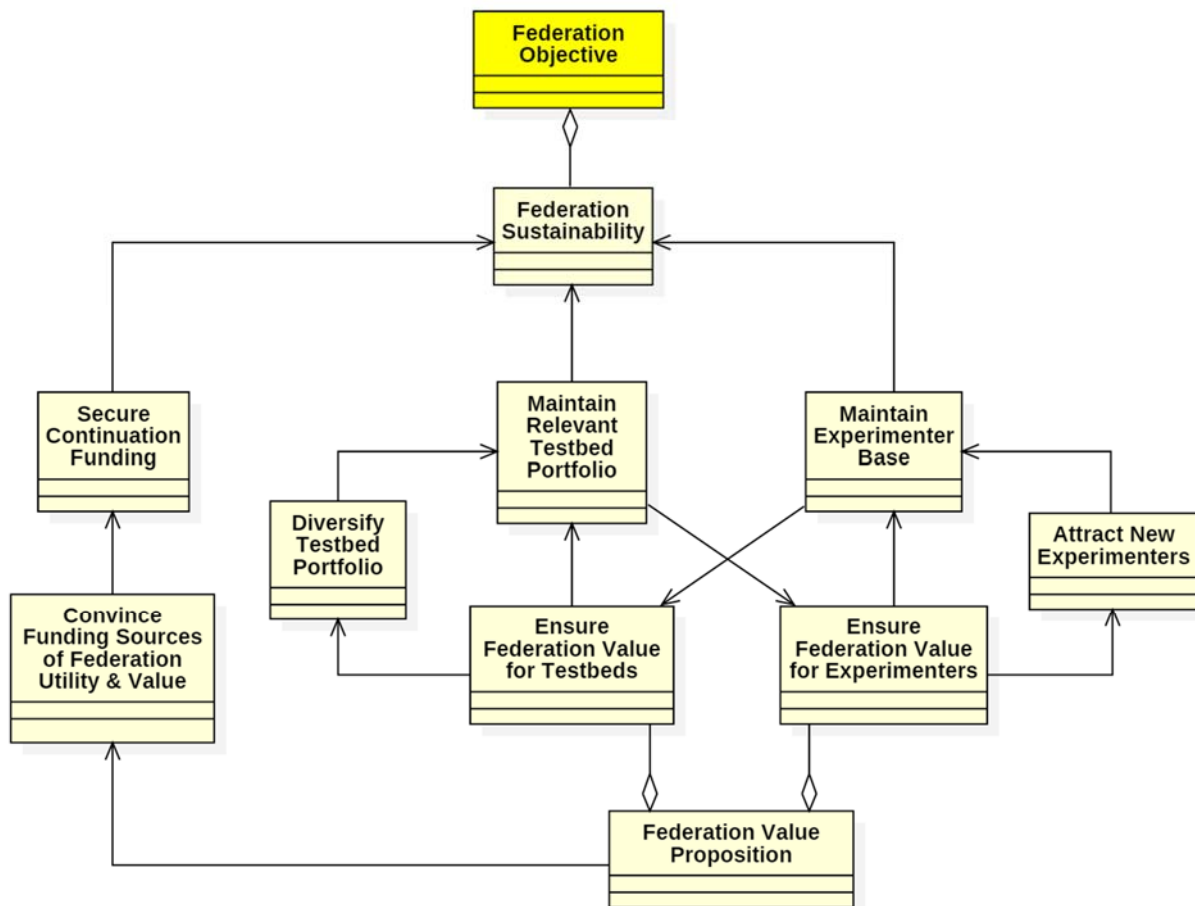 Federation
Objective
Federation
Sustainability
Secure
Continuation
Funding
Maintain
Relevant
Testbed
Portfolio
Maintain
Experimenter
Base
Diversify
Testbed
Portfolio
Attract New
Experimenters
Convince
Funding Sources
of Federation
Utility & Value
Ensure
Federation Value
for Testbeds
Ensure
Federation Value
for Experimenters
Federation Value
Proposition